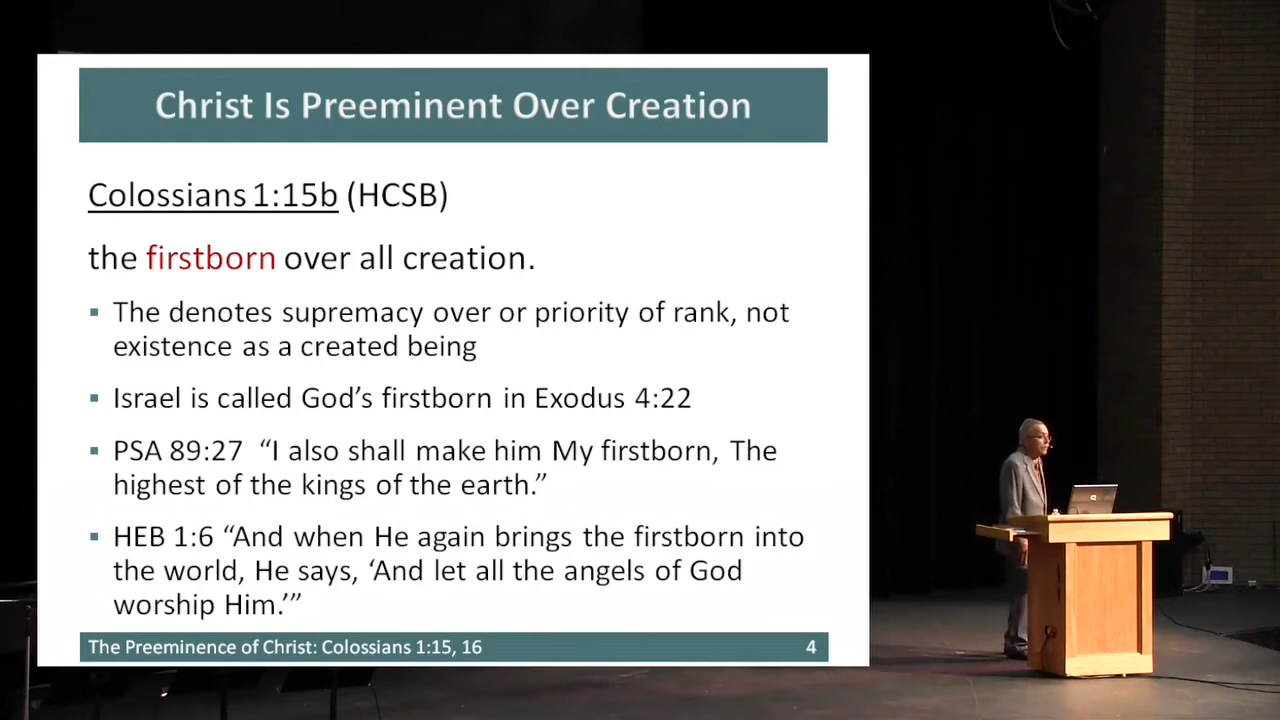 Christ Is Preeminent Over Creation
Colossians 1:15b (HCSB)
the firstborn over all creation.
▪ The denotes supremacy over or priority of rank, not
existence as a created being
▪ Israel is called God’s firstborn in Exodus 4:22
▪ PSA 89:27 “I also shall make him My firstborn, The
highest of the kings of the earth.”
▪ HEB 1:6 “And when He again brings the firstborn into
the world, He says, ‘And let all the angels of God
worship Him.’”
The Preeminence of Christ: Colossians 1:15, 16 4